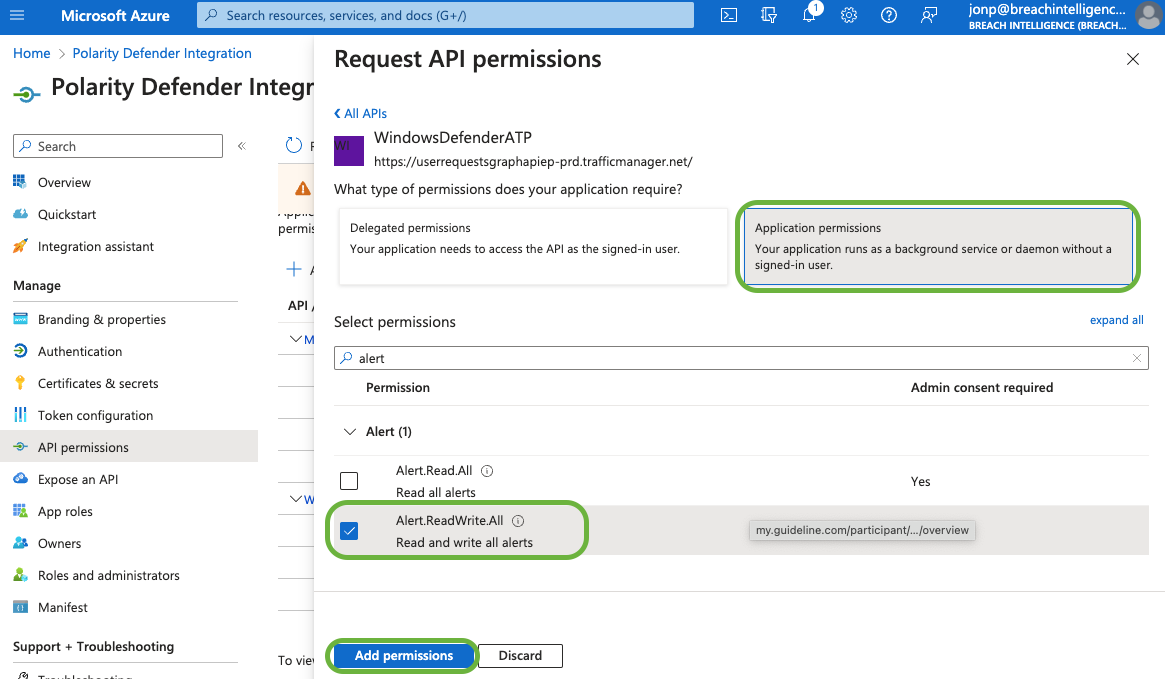 Microsoft Azure
Search resources, services, and docs (G+/)
1
jonp@breachintelligenc...
BREACH INTELLIGENCE (BREACH...
Home > Polarity Defender Integration
Polarity Defender Integr
Search
«
Overview
Quickstart
Integration assistant
Manage
Branding & properties
Authentication
Certificates & secrets
Token configuration
API permissions
Expose an API
App roles
Owners
Roles and administrators
Manifest
Support + Troubleshooting
Troubleshooting
permis
API /
M
W
To vie
Request API permissions
All APIs
WI
WindowsDefenderATP
https://userrequestsgraphapiep-prd.trafficmanager.net/
What type of permissions does your application require?
Delegated permissions
Your application needs to access the API as the signed-in user.
Application permissions
Your application runs as a background service or daemon without a
signed-in user.
Select permissions
expand all
alert
Permission
Admin consent required
Alert (1)
Alert.Read.All
Read all alerts
Yes
Alert.ReadWrite.All
Read and write all alerts
my.guideline.com/participant/.../overview
Add permissions
Discard